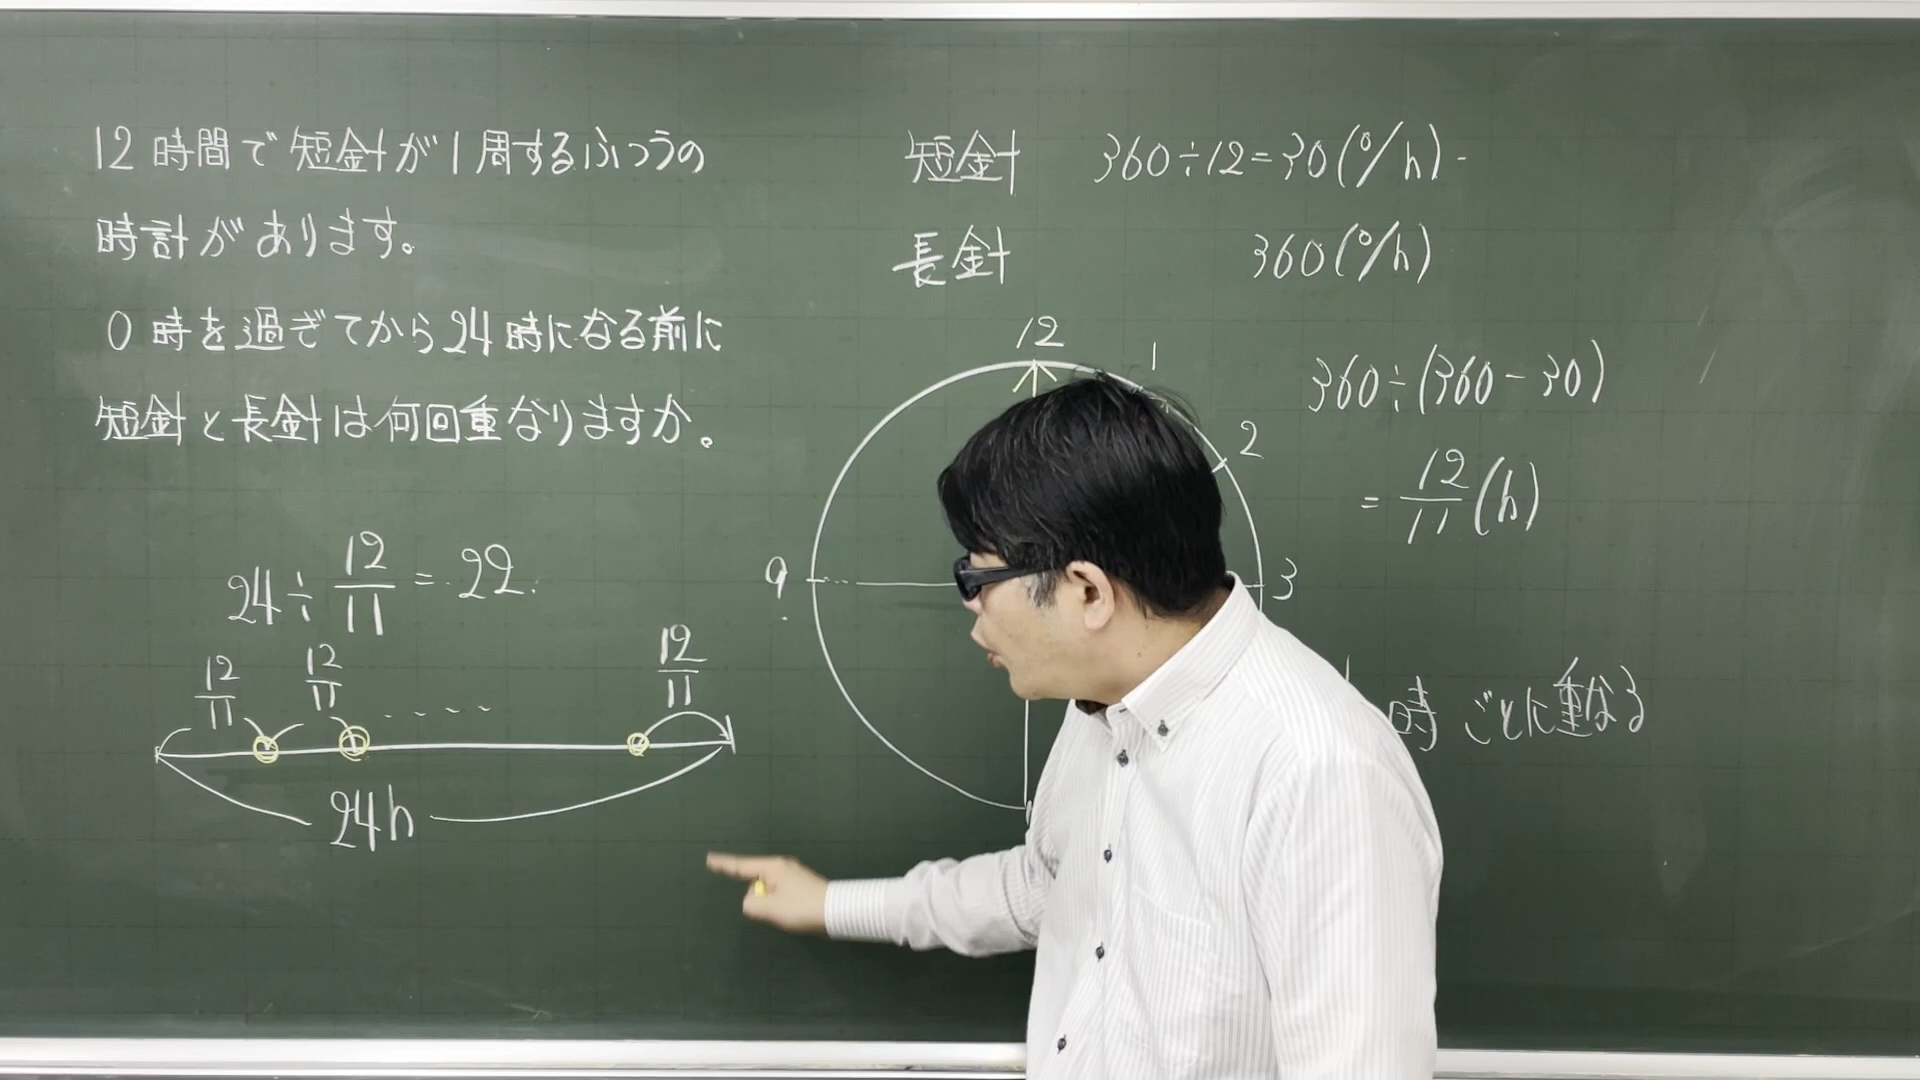 12時間で短針が1周するふつうの
時計があります。
0時を過ぎてから24時になる前に
短針と長針は何回重なりますか。
24÷12/11=22.
12/11 12/11 ---- 12/11
24h
短針 360÷12=30(°/h)
長針 360(°/h)
12
1
2
3
9
360÷(360-30)
=12/11(h)
時ごとに重なる